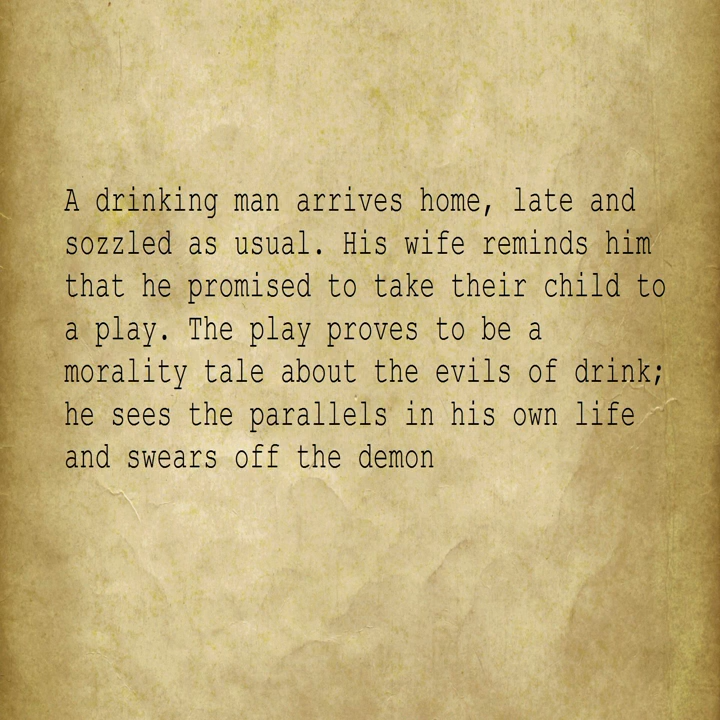 A drinking man arrives home, late and
sozzled as usual. His wife reminds him
that he promised to take their child to
a play. The play proves to be a
morality tale about the evils of drink;
he sees the parallels in his own life
and swears off the demon